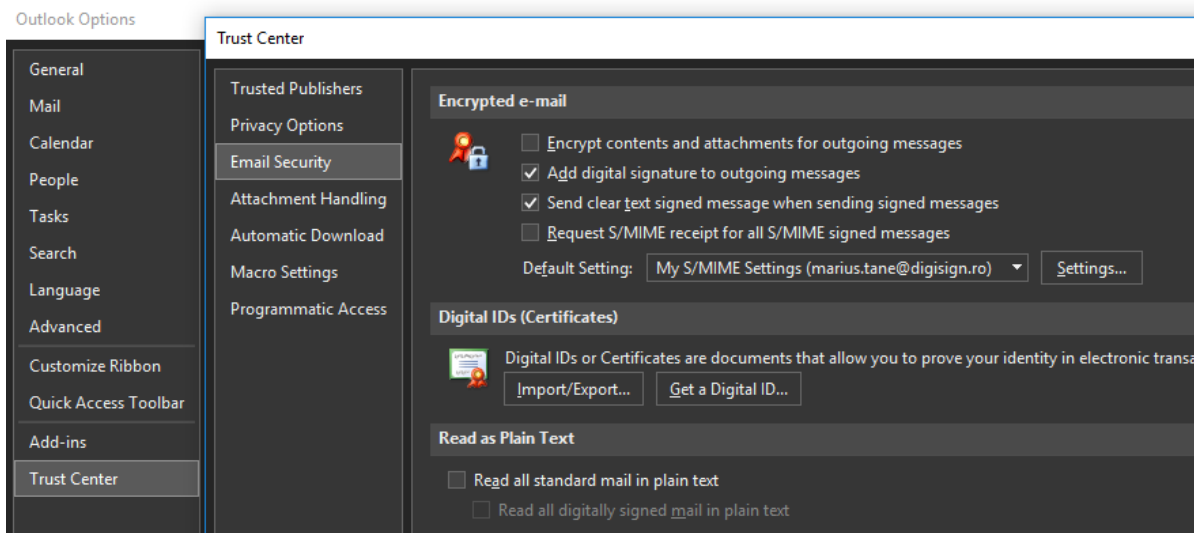 Outlook Options
Trust Center
General
Mail
Calendar
People
Tasks
Search
Language
Advanced
Customize Ribbon
Quick Access Toolbar
Add-ins
Trust Center
Trusted Publishers
Privacy Options
Email Security
Attachment Handling
Automatic Download
Macro Settings
Programmatic Access
Encrypted e-mail
Encrypt contents and attachments for outgoing messages
Add digital signature to outgoing messages
Send clear text signed message when sending signed messages
Request S/MIME receipt for all S/MIME signed messages
Default Setting: My S/MIME Settings (marius.tane@digisign.ro) Settings...
Digital IDs (Certificates)
Digital IDs or Certificates are documents that allow you to prove your identity in electronic transa
Import/Export... Get a Digital ID...
Read as Plain Text
Read all standard mail in plain text
Read all digitally signed mail in plain text